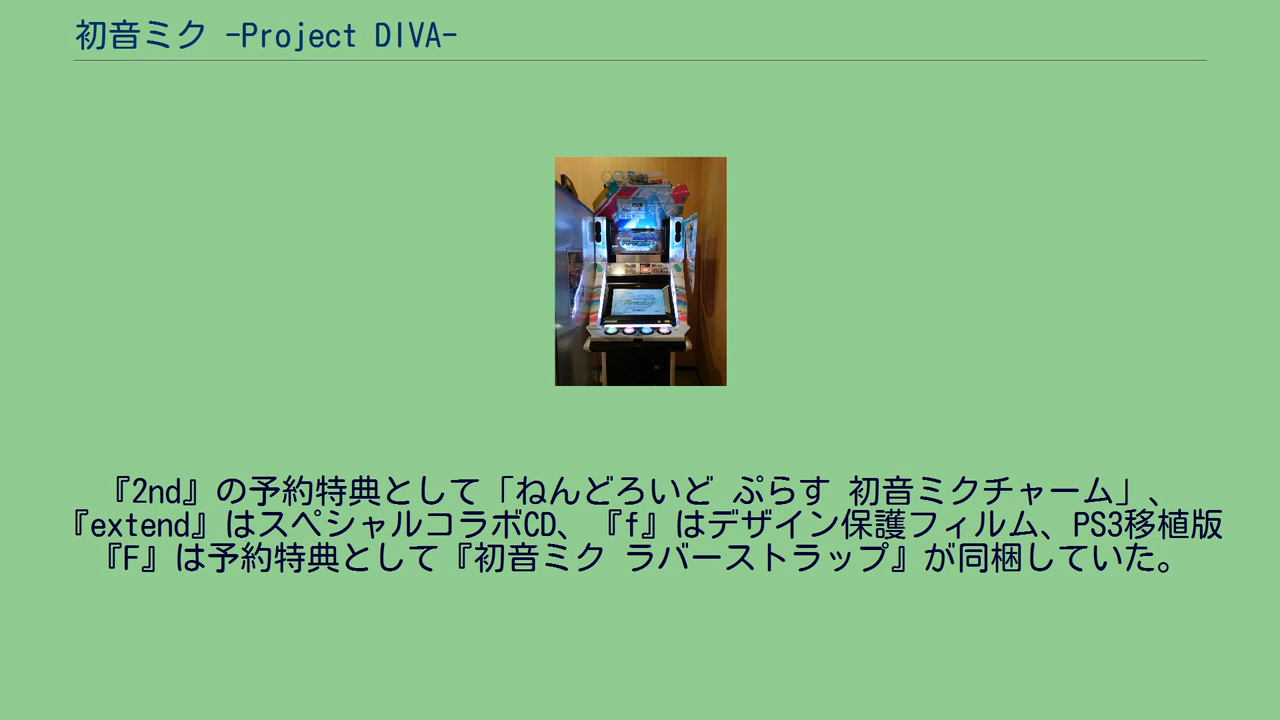 初音ミク -Project DIVA-
『2nd』の予約特典として「ねんどろいど ぷらす 初音ミクチャーム」、
『extend』はスペシャルコラボCD、『f』はデザイン保護フィルム、PS3移植版
『F』は予約特典として『初音ミク ラバーストラップ』が同梱していた。